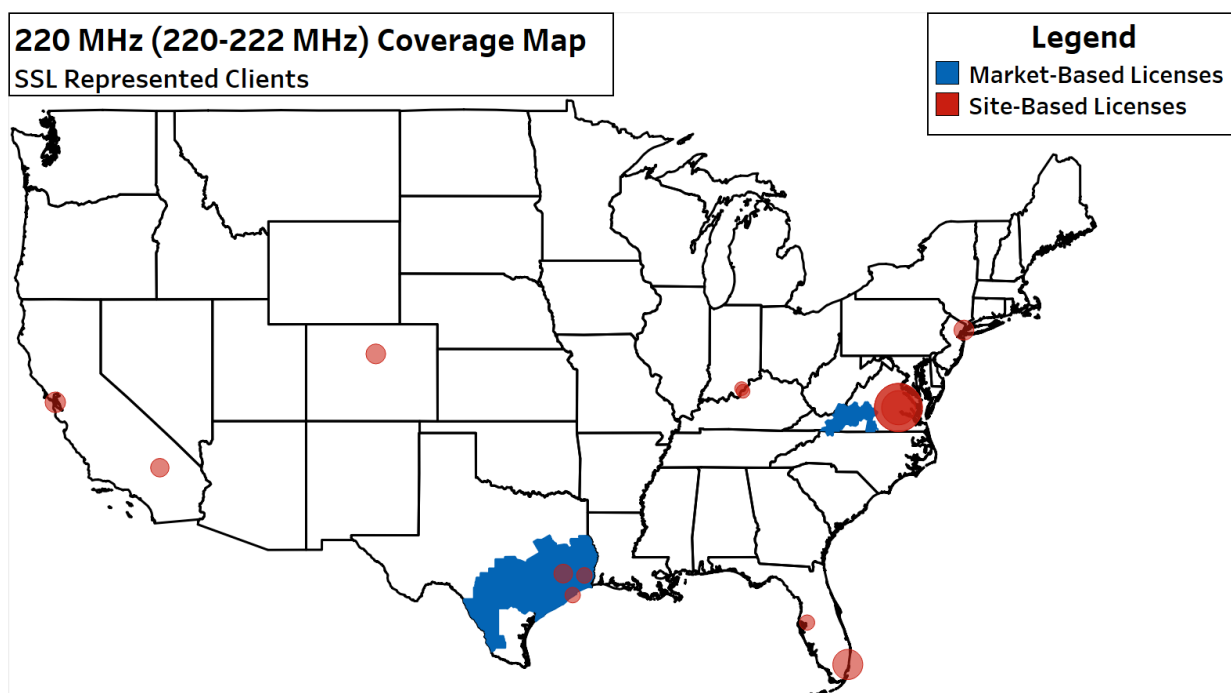 220 MHz (220-222 MHz) Coverage Map
SSL Represented Clients
Legend
Market-Based Licenses
Site-Based Licenses